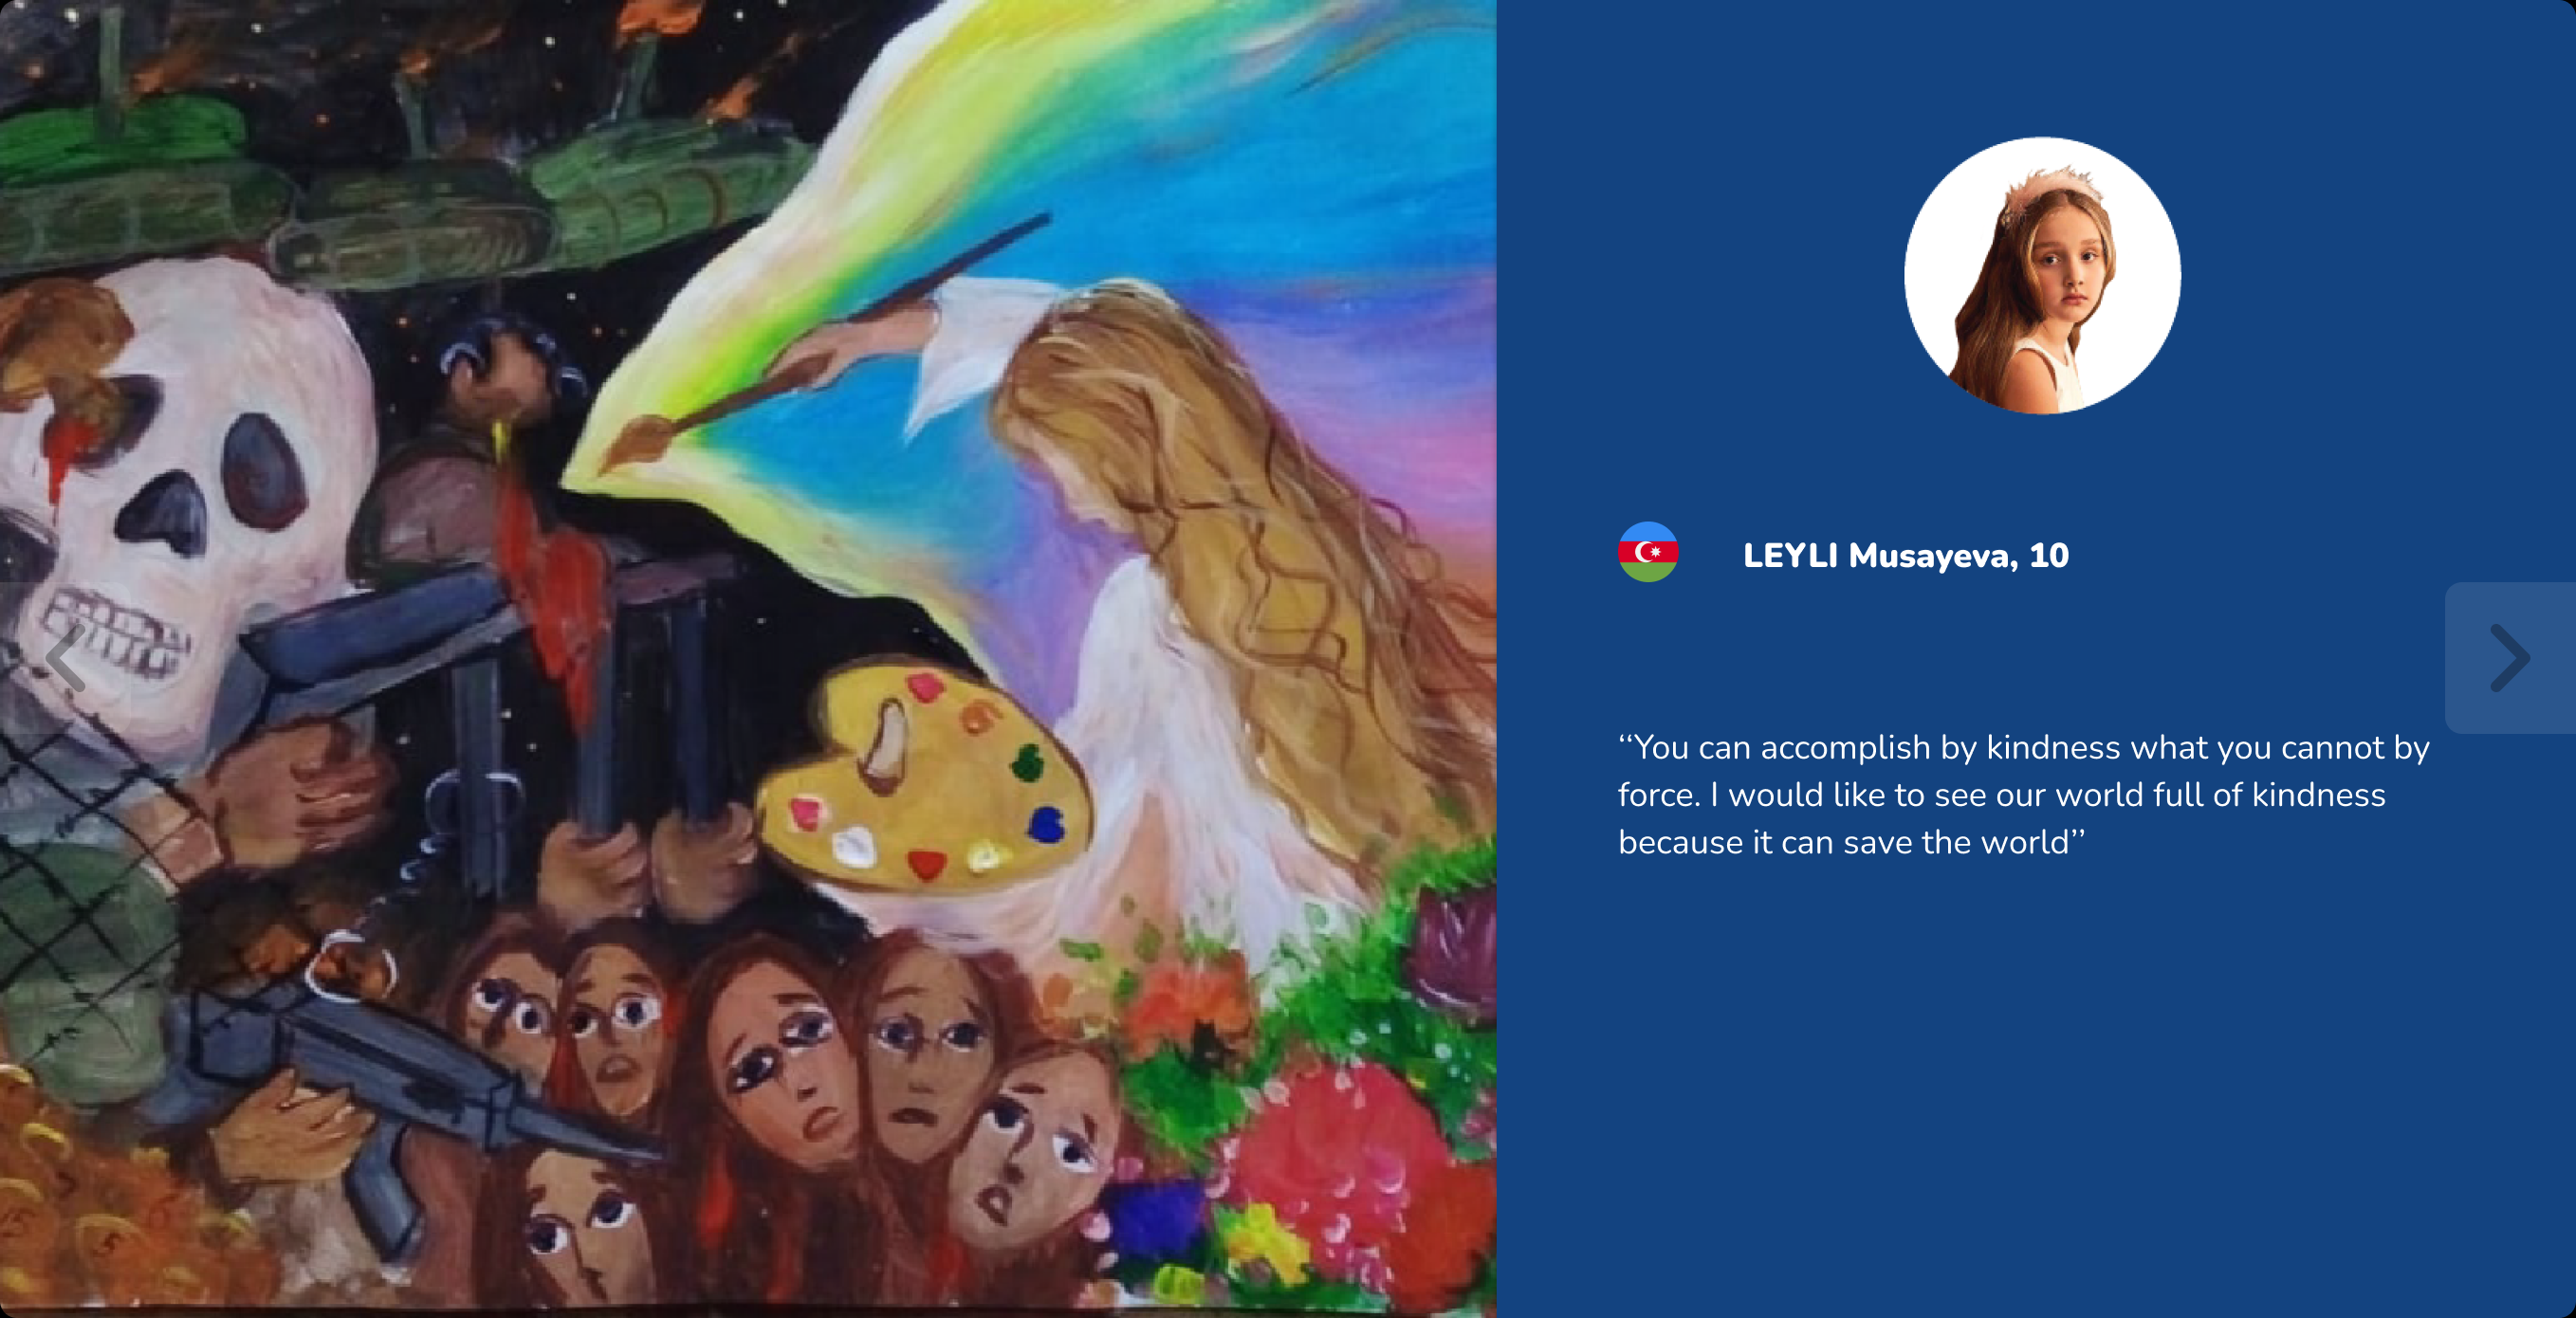 LEYLI Musayeva, 10
‘‘You can accomplish by kindness what you cannot by
force. I would like to see our world full of kindness
because it can save the world’’